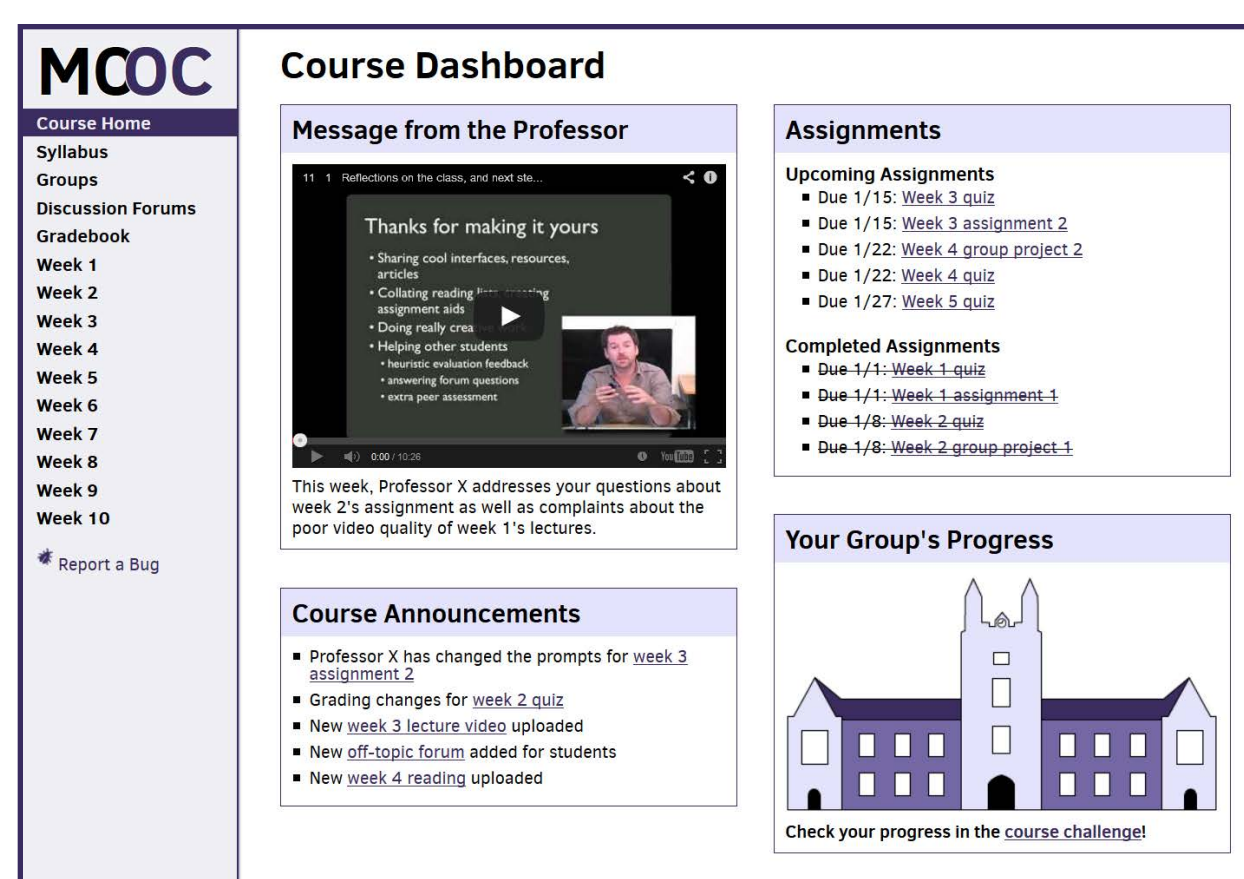 MOOC
Course Home
Syllabus
Groups
Discussion Forums
Gradebook
Week 1
Week 2
Week 3
Week 4
Week 5
Week 6
Week 7
Week 8
Week 9
Week 10
Report a Bug
Course Dashboard
Message from the Professor
11 1 Reflections on the class, and next ste...
Thanks for making it yours
• Sharing cool interfaces, resources,
articles
• Collating reading lists, creating
assignment aids
• Doing really creative work
• Helping other students
• heuristic evaluation feedback
• answering forum questions
• extra peer assessment
0:00 / 10:26
YouTube
This week, Professor X addresses your questions about
week 2's assignment as well as complaints about the
poor video quality of week 1's lectures.
Course Announcements
▪ Professor X has changed the prompts for week 3
assignment 2
▪ Grading changes for week 2 quiz
▪ New week 3 lecture video uploaded
▪ New off-topic forum added for students
▪ New week 4 reading uploaded
Assignments
Upcoming Assignments
▪ Due 1/15: Week 3 quiz
▪ Due 1/15: Week 3 assignment 2
▪ Due 1/22: Week 4 group project 2
▪ Due 1/22: Week 4 quiz
▪ Due 1/27: Week 5 quiz
Completed Assignments
▪ Due 1/1: Week 1 quiz
▪ Due 1/1: Week 1 assignment 1
▪ Due 1/8: Week 2 quiz
▪ Due 1/8: Week 2 group project 1
Your Group's Progress
Check your progress in the course challenge!